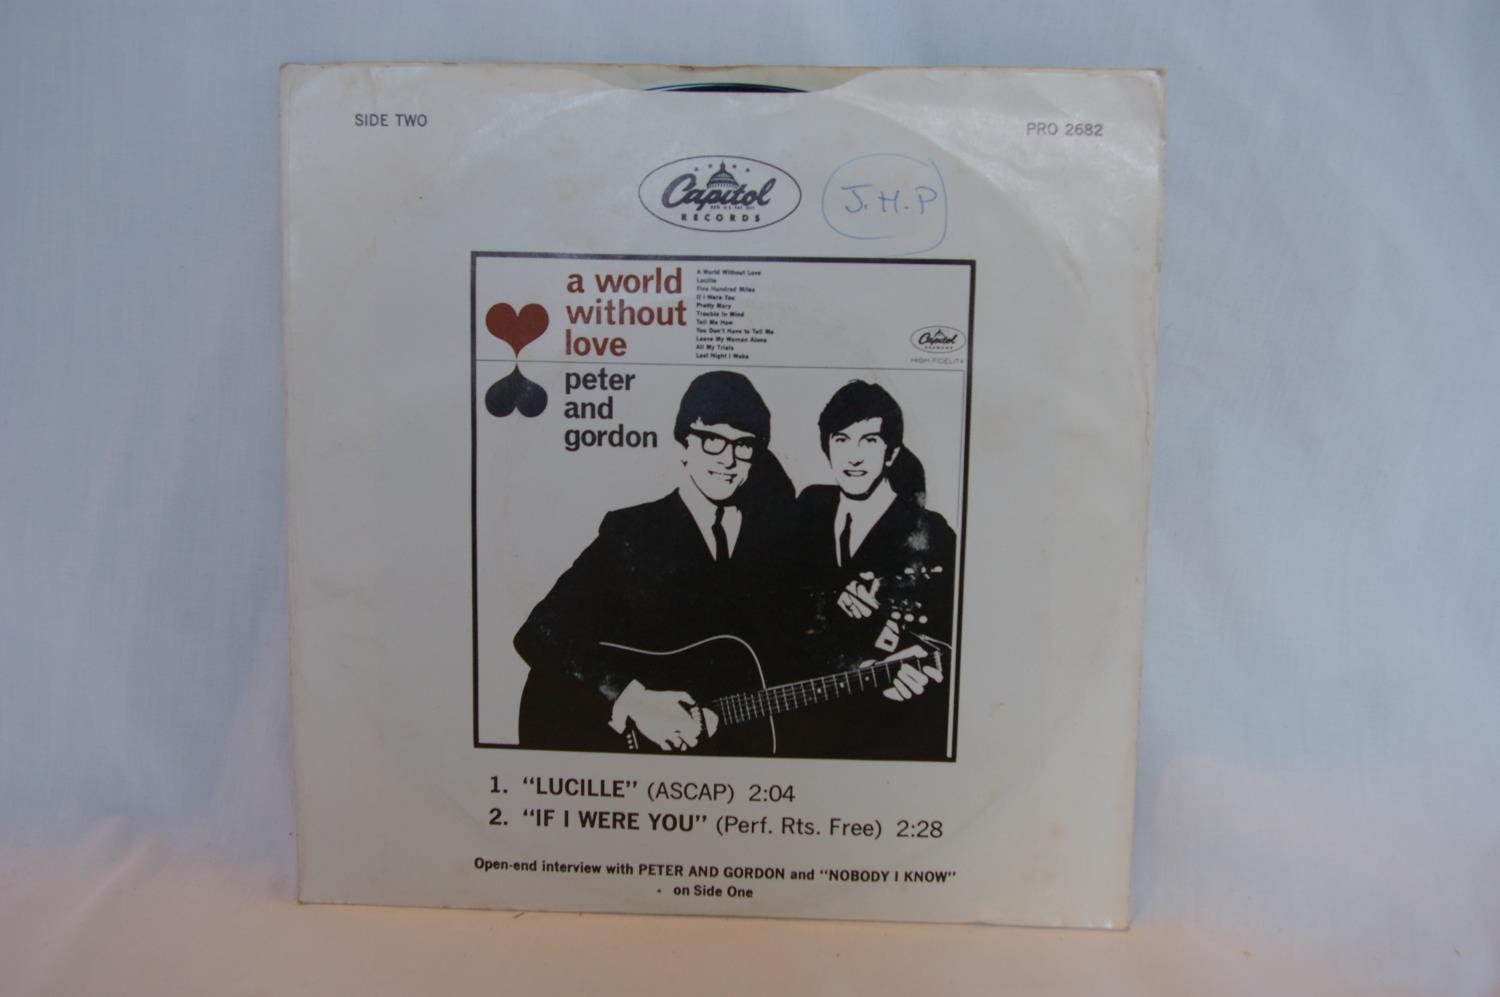 SIDE TWO
PRO 2682
Capitol
RECORDS
J.H.P
a world
without
love
peter
and
gordon
A World Without Love
Lucille
Five Hundred Miles
If I Were You
Pretty Mary
Trouble In Mind
Tell Me How
You Don't Have to Tell Me
Leave My Woman Alone
All My Trials
Last Night I Woke
Capitol
RECORDS
HIGH FIDELITY
1. "LUCILLE" (ASCAP) 2:04
2. "IF I WERE YOU" (Perf. Rts. Free) 2:28
Open-end interview with PETER AND GORDON and "NOBODY I KNOW"
on Side One